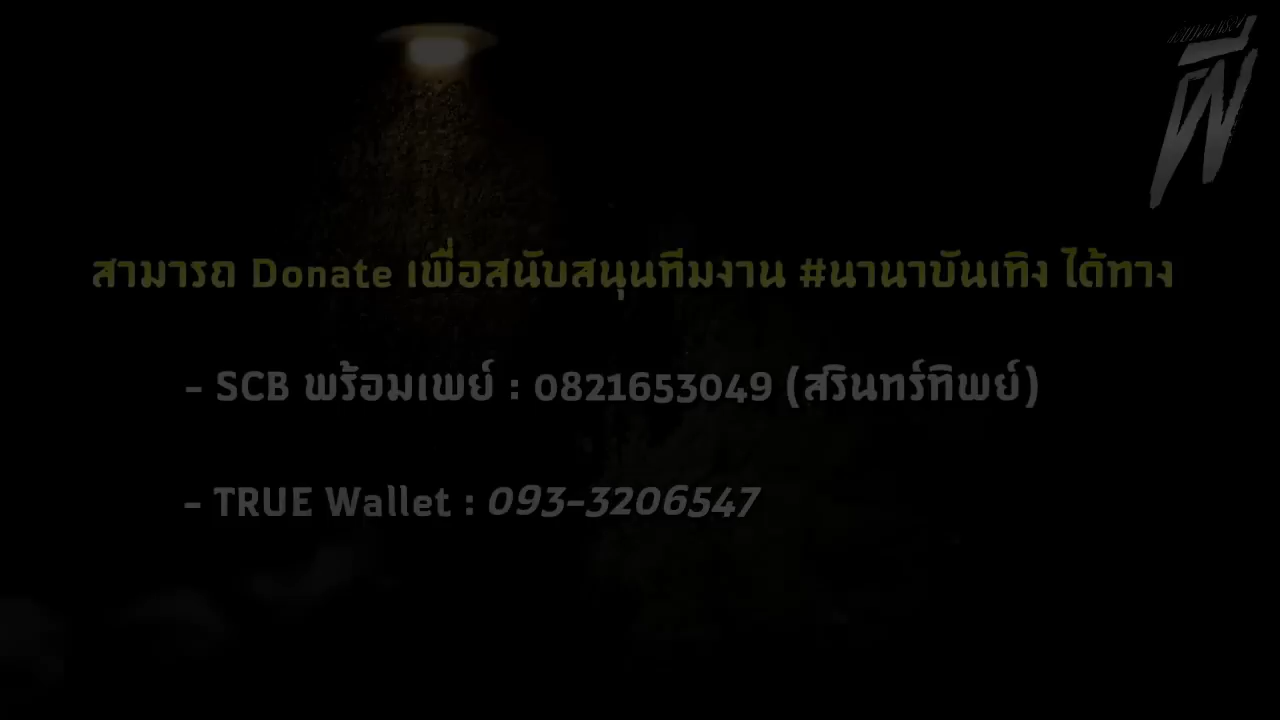 ผี
สามารถ Donate เพื่อสนับสนุนทีมงาน #นานาบันเทิง ได้ทาง
- SCB พร้อมเพย์ : 0821653049 (สรินทร์ทิพย์)
- TRUE Wallet : 093-3206547